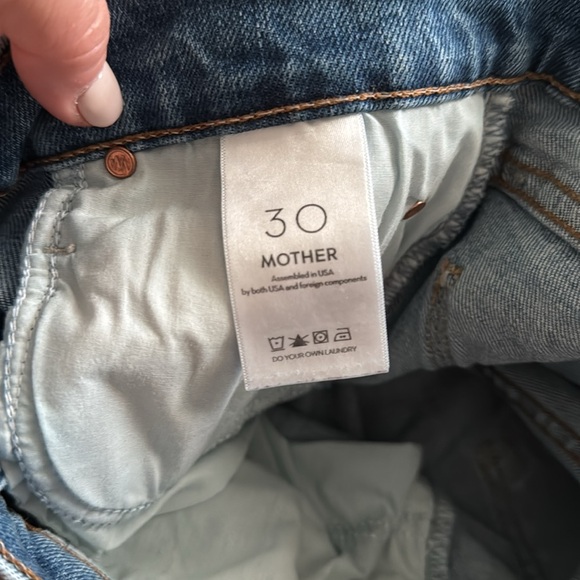 30
MOTHER
Assembled in USA
by both USA and foreign components
DO YOUR OWN LAUNDRY